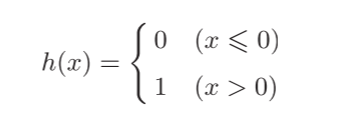 h(x) = { 0 (x ⩽ 0)
1 (x > 0)